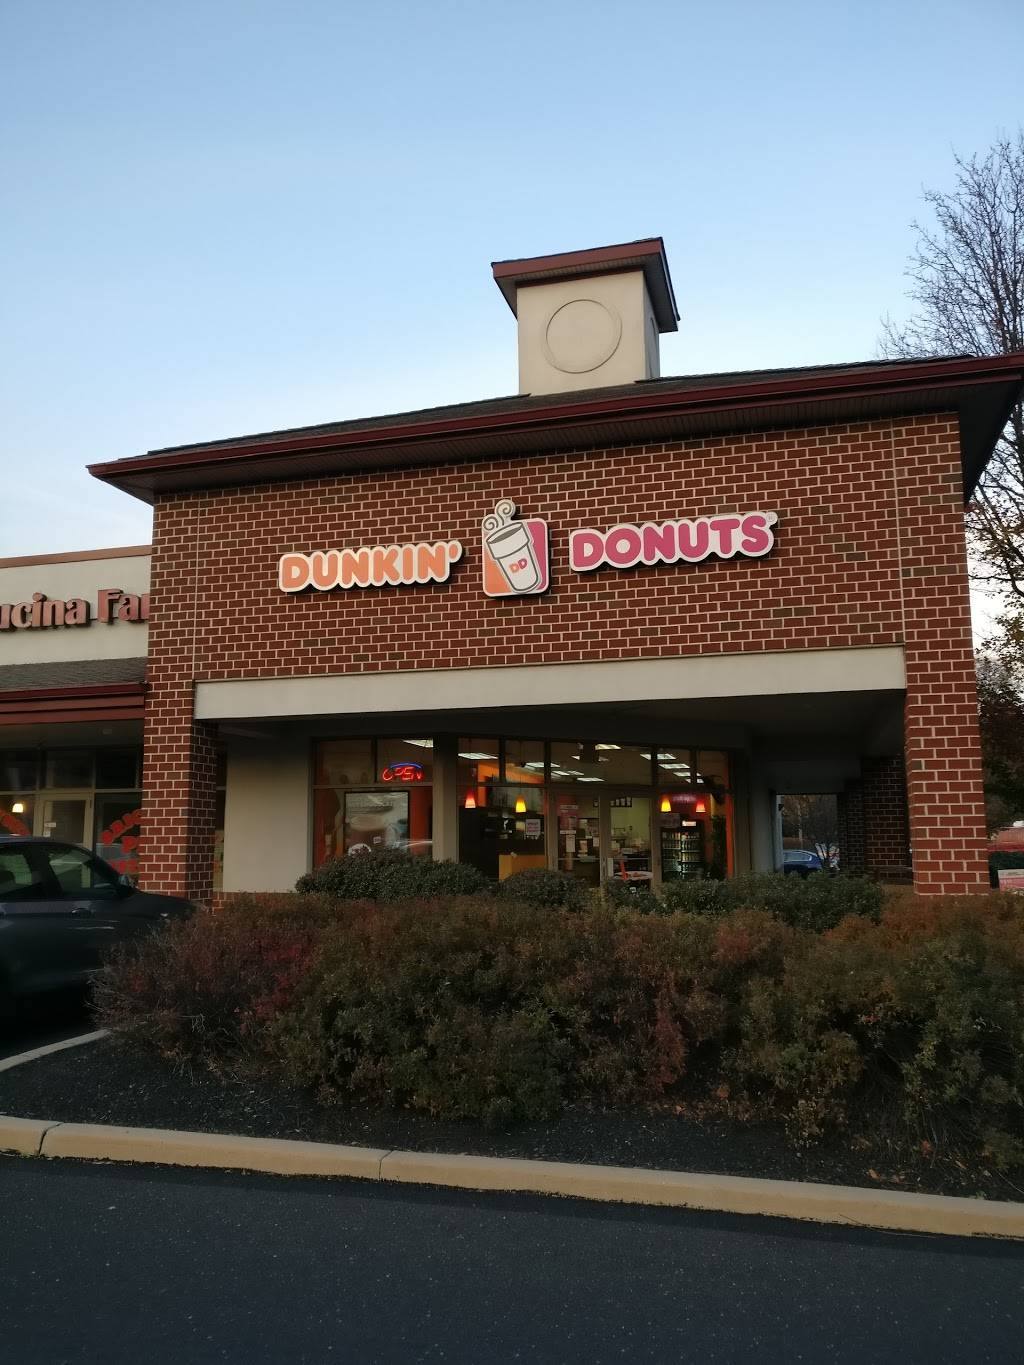 DUNKIN' DD DONUTS
ucina Fa
OPEN